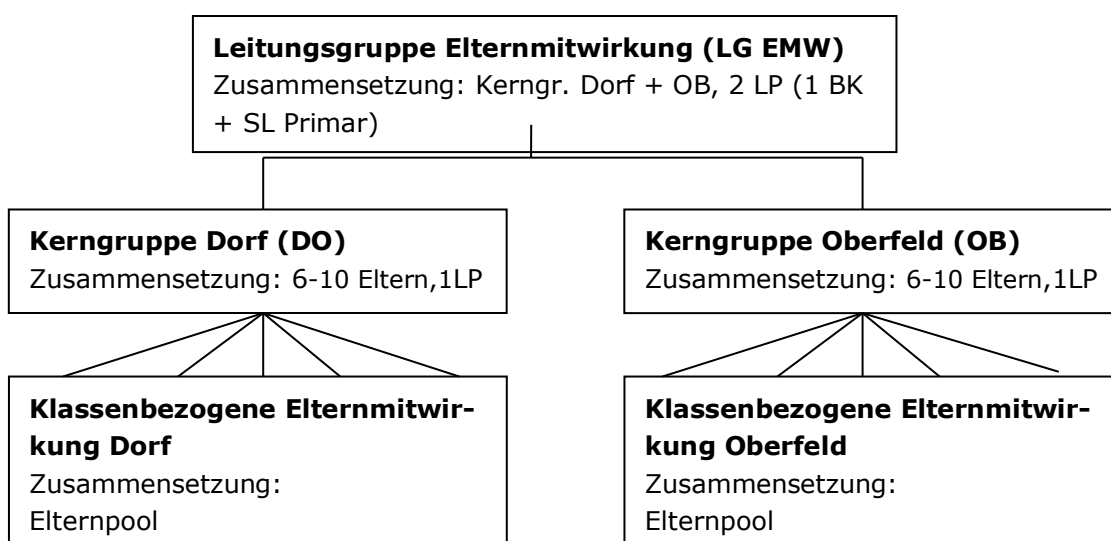 Leitungsgruppe Elternmitwirkung (LG EMW)
Zusammensetzung: Kerngr. Dorf + OB, 2 LP (1 BK
+ SL Primar)
Kerngruppe Dorf (DO)
Zusammensetzung: 6-10 Eltern,1LP
Kerngruppe Oberfeld (OB)
Zusammensetzung: 6-10 Eltern,1LP
Klassenbezogene Elternmitwir-
kung Dorf
Zusammensetzung:
Elternpool
Klassenbezogene Elternmitwir-
kung Oberfeld
Zusammensetzung:
Elternpool